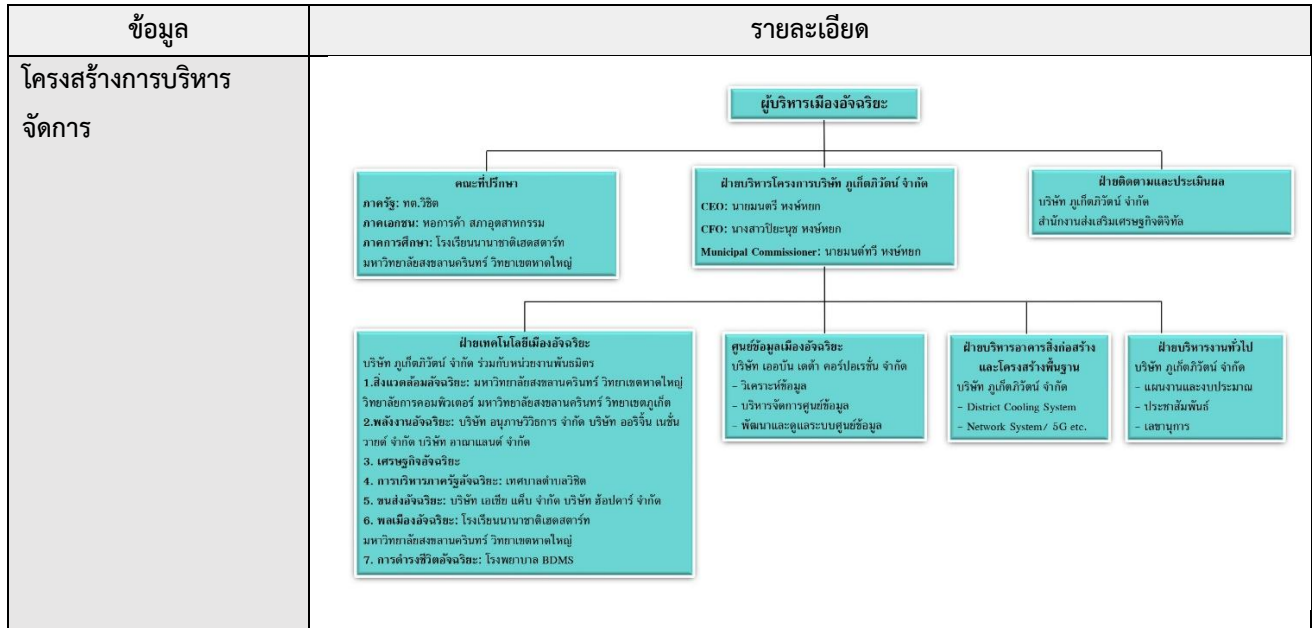 ข้อมูล
รายละเอียด
โครงสร้างการบริหาร
จัดการ
ผู้บริหารเมืองอัจฉริยะ
คณะที่ปรึกษา
ภาครัฐ: ทต.วิชิต
ภาคเอกชน: หอการค้า สภาอุตสาหกรรม
ภาคการศึกษา: โรงเรียนนานาชาติเฮดสตาร์ท
มหาวิทยาลัยสงขลานครินทร์ วิทยาเขตหาดใหญ่
ฝ่ายบริหารโครงการบริษัท ภูเก็ตภิวัตน์ จำกัด
CEO: นายมนตรี หงษ์หยก
CFO: นางสาวปิยะนุช หงษ์หยก
Municipal Commissioner: นายมนต์ทวี หงษ์หยก
ฝ่ายติดตามและประเมินผล
บริษัท ภูเก็ตภิวัตน์ จำกัด
สำนักงานส่งเสริมเศรษฐกิจดิจิทัล
ฝ่ายเทคโนโลยีเมืองอัจฉริยะ
บริษัท ภูเก็ตภิวัตน์ จำกัด ร่วมกับหน่วยงานพันธมิตร
1.สิ่งแวดล้อมอัจฉริยะ: มหาวิทยาลัยสงขลานครินทร์ วิทยาเขตหาดใหญ่
วิทยาลัยการคอมพิวเตอร์ มหาวิทยาลัยสงขลานครินทร์ วิทยาเขตภูเก็ต
2.พลังงานอัจฉริยะ: บริษัท อนุภาษวิวิธการ จำกัด บริษัท ออริจิ้น เนชั่น
วายด์ จำกัด บริษัท อาณาแลนด์ จำกัด
3. เศรษฐกิจอัจฉริยะ
4. การบริหารภาครัฐอัจฉริยะ: เทศบาลตำบลวิชิต
5. ขนส่งอัจฉริยะ: บริษัท เอเชีย แค็บ จำกัด บริษัท ฮ้อปคาร์ จำกัด
6. พลเมืองอัจฉริยะ: โรงเรียนนานาชาติเฮดสตาร์ท
มหาวิทยาลัยสงขลานครินทร์ วิทยาเขตหาดใหญ่
7. การดำรงชีวิตอัจฉริยะ: โรงพยาบาล BDMS
ศูนย์ข้อมูลเมืองอัจฉริยะ
บริษัท เออบัน เดต้า คอร์ปอเรชั่น จำกัด
- วิเคราะห์ข้อมูล
- บริหารจัดการศูนย์ข้อมูล
- พัฒนาและดูแลระบบศูนย์ข้อมูล
ฝ่ายบริหารอาคารสิ่งก่อสร้าง
และโครงสร้างพื้นฐาน
บริษัท ภูเก็ตภิวัตน์ จำกัด
- District Cooling System
- Network System/ 5G etc.
ฝ่ายบริหารงานทั่วไป
บริษัท ภูเก็ตภิวัตน์ จำกัด
- แผนงานและงบประมาณ
- ประชาสัมพันธ์
- เลขานุการ